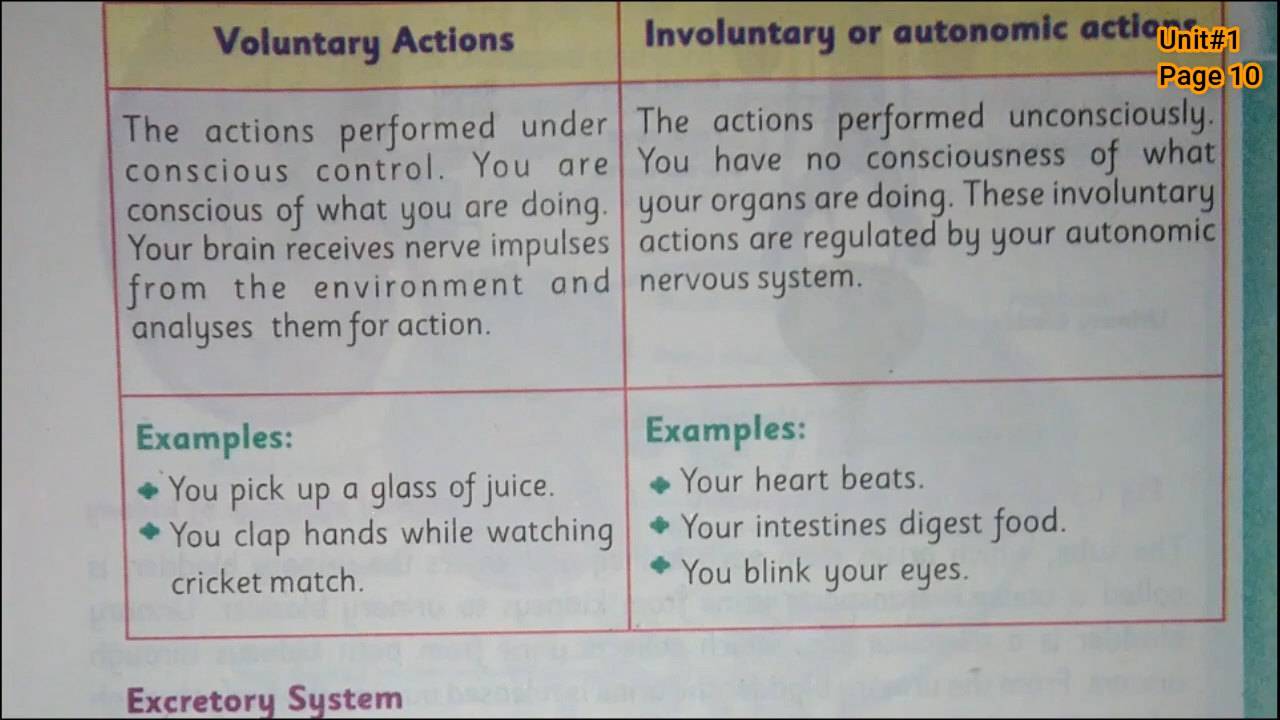 Voluntary Actions
The actions performed under
conscious control. You are
conscious of what you are doing.
Your brain receives nerve impulses
from the environment and
analyses them for action.
Involuntary or autonomic actions
The actions performed unconsciously.
You have no consciousness of what
your organs are doing. These involuntary
actions are regulated by your autonomic
nervous system.
Examples:
You pick up a glass of juice.
You clap hands while watching
cricket match.
Examples:
Your heart beats.
Your intestines digest food.
You blink your eyes.
Excretory System
Unit#1
Page 10